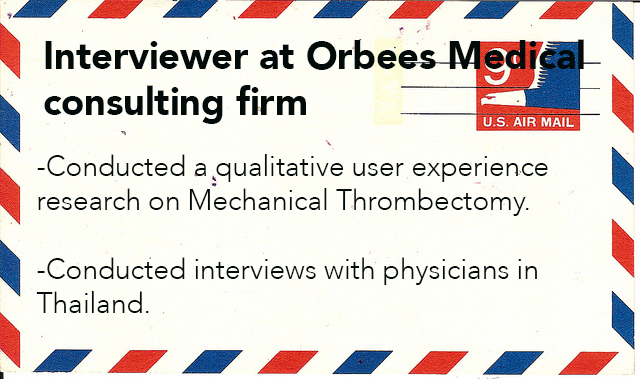 Interviewer at Orbees Medical
consulting firm
9¢
U.S. AIR MAIL
-Conducted a qualitative user experience
research on Mechanical Thrombectomy.
-Conducted interviews with physicians in
Thailand.